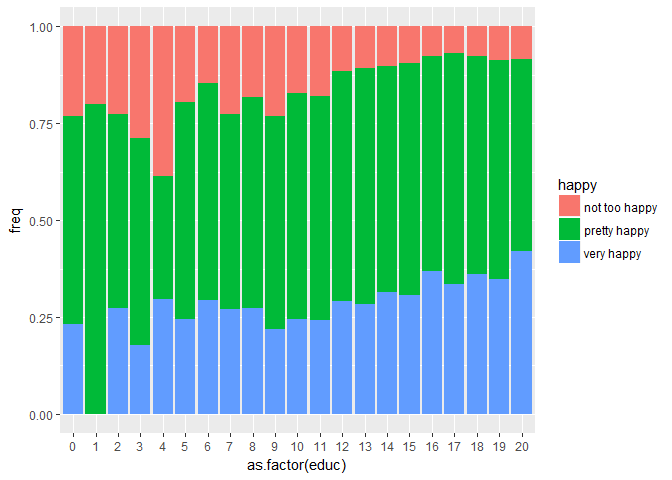 1.00
0.75
0.50
0.25
0.00
freq
0 1 2 3 4 5 6 7 8 9 10 11 12 13 14 15 16 17 18 19 20
as.factor(educ)
happy
not too happy
pretty happy
very happy